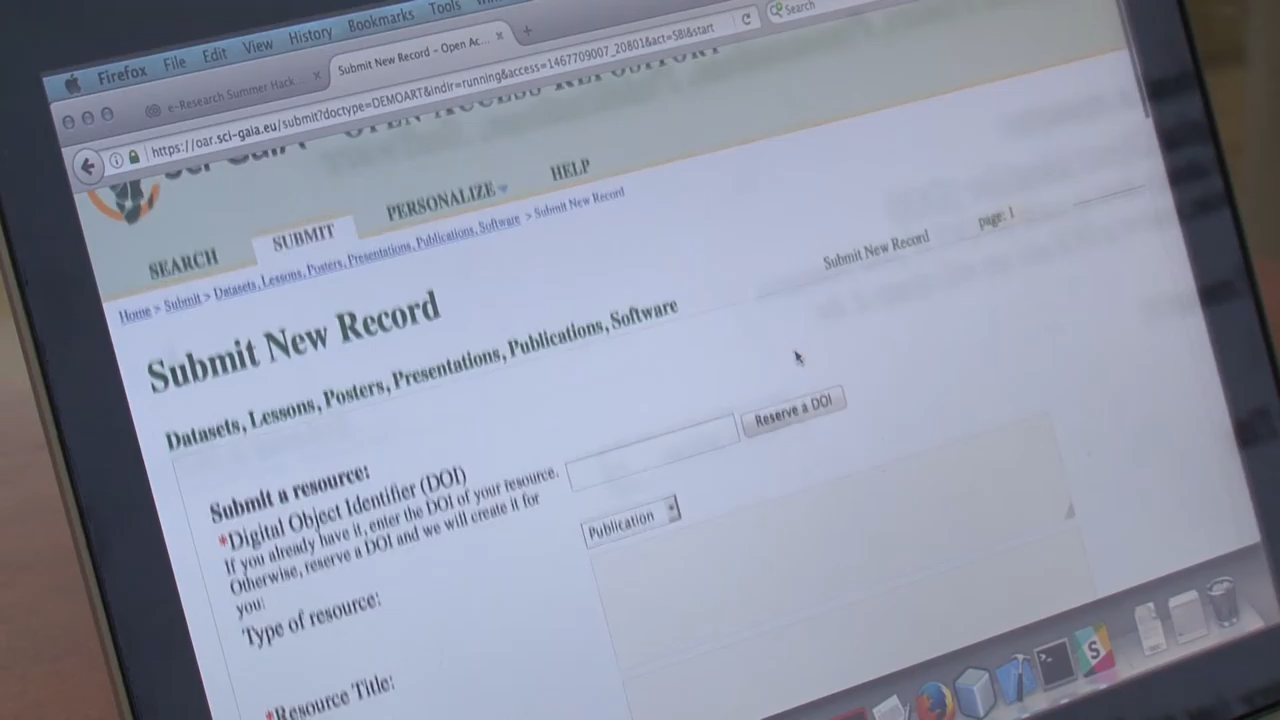 Firefox File Edit View History Bookmarks Tools
e-Research Summer Hack...
Submit New Record - Open Ac...
https://oar.sci-gaia.eu/submit?doctype=DEMOART&indir=running&access=1467709007_20801&act=SBI&start
Search
OPEN ACCESS REPOSITORY
SEARCH SUBMIT PERSONALIZE HELP
Home > Submit > Datasets, Lessons, Posters, Presentations, Publications, Software > Submit New Record
Submit New Record page: 1
Submit New Record
Datasets, Lessons, Posters, Presentations, Publications, Software
Submit a resource:
*Digital Object Identifier (DOI)
If you already have it, enter the DOI of your resource.
Otherwise, reserve a DOI and we will create it for
you:
Reserve a DOI
Type of resource:
Publication
*Resource Title: